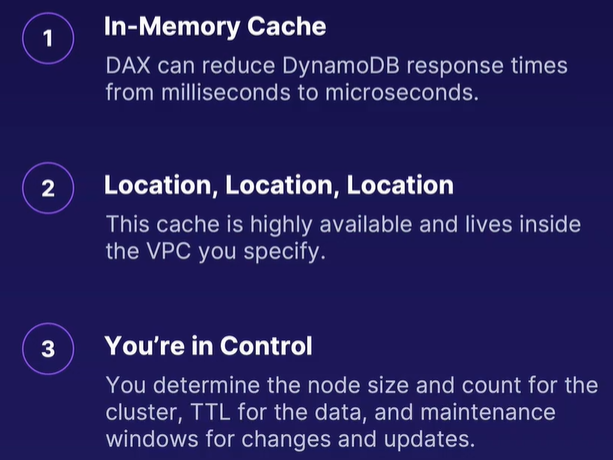 1
In-Memory Cache
DAX can reduce DynamoDB response times
from milliseconds to microseconds.
2
Location, Location, Location
This cache is highly available and lives inside
the VPC you specify.
3
You’re in Control
You determine the node size and count for the
cluster, TTL for the data, and maintenance
windows for changes and updates.